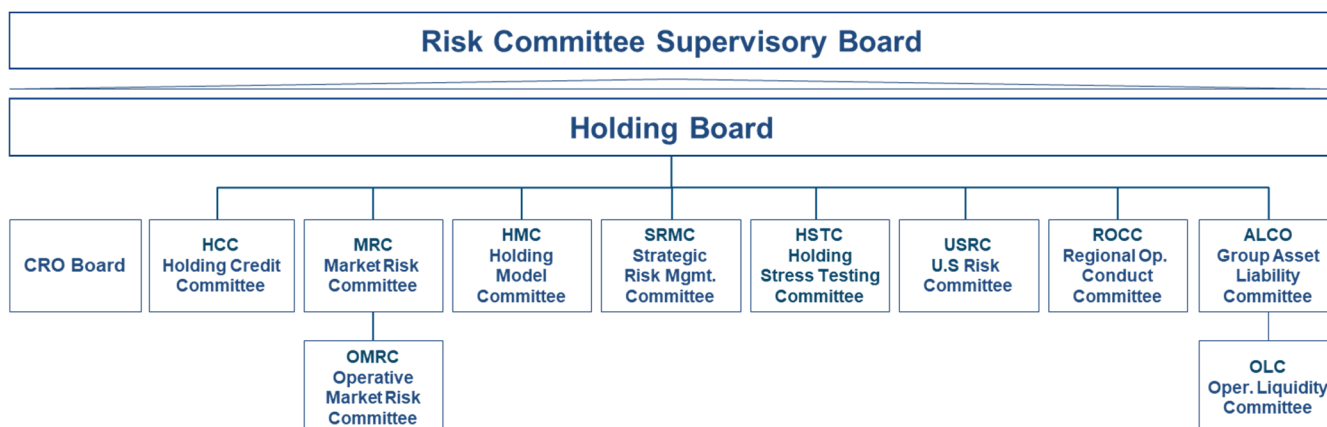 Risk Committee Supervisory Board
Holding Board
CRO Board
HCC
Holding Credit
Committee
MRC
Market Risk
Committee
HMC
Holding
Model
Committee
SRMC
Strategic
Risk Mgmt.
Committee
HSTC
Holding
Stress Testing
Committee
USRC
U.S Risk
Committee
ROCC
Regional Op.
Conduct
Committee
ALCO
Group Asset
Liability
Committee
OMRC
Operative
Market Risk
Committee
OLC
Oper. Liquidity
Committee